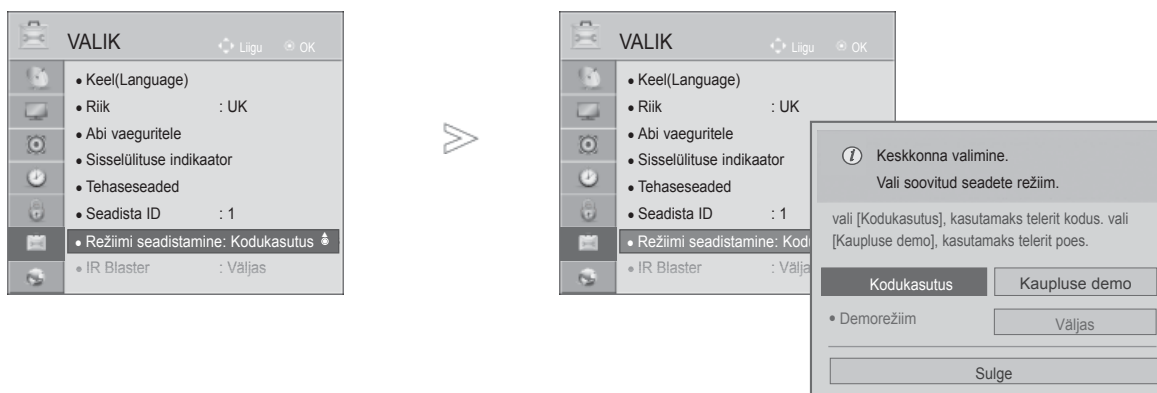 VALIK
Liigu
OK
• Keel(Language)
• Riik : UK
• Abi vaeguritele
• Sisselülituse indikaator
• Tehaseseaded
• Seadista ID : 1
• Režiimi seadistamine: Kodukasutus
• IR Blaster : Väljas
VALIK
Liigu
OK
• Keel(Language)
• Riik : UK
• Abi vaeguritele
• Sisselülituse indikaator
• Tehaseseaded
• Seadista ID : 1
• Režiimi seadistamine: Kodu
• IR Blaster : Välja
i Keskkonna valimine.
Vali soovitud seadete režiim.
vali [Kodukasutus], kasutamaks telerit kodus. vali
[Kaupluse demo], kasutamaks telerit poes.
Kodukasutus Kaupluse demo
• Demorežiim Väljas
Sulge